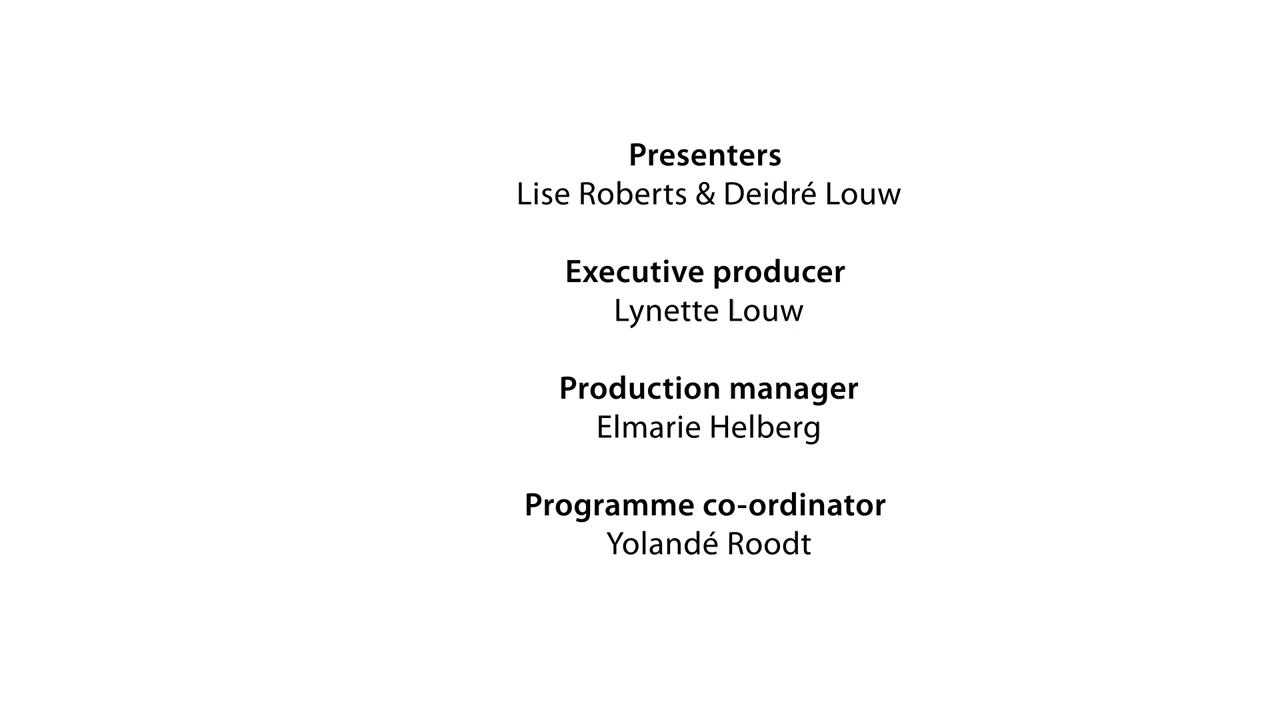 Presenters
Lise Roberts & Deidré Louw
Executive producer
Lynette Louw
Production manager
Elmarie Helberg
Programme co-ordinator
Yolandé Roodt